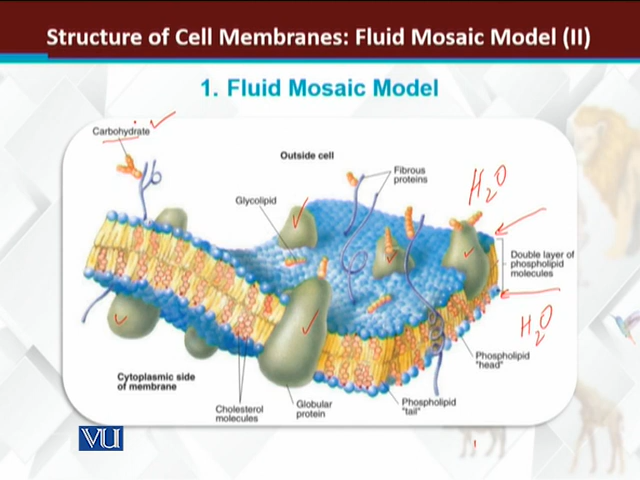 Structure of Cell Membranes: Fluid Mosaic Model (II)
1. Fluid Mosaic Model
Carbohydrate
Outside cell
Fibrous
proteins
H2O
Glycolipid
Double layer of
phospholipid
molecules
H2O
Phospholipid
"head"
Cytoplasmic side
of membrane
Cholesterol
molecules
Globular
protein
Phospholipid
"tail"
VU